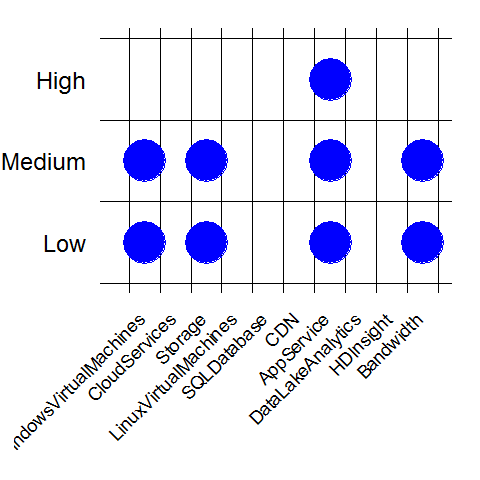 High
Medium
Low
ndowsVirtualMachines
CloudServices
Storage
LinuxVirtualMachines
SQLDatabase
CDN
AppService
DataLakeAnalytics
HDInsight
Bandwidth